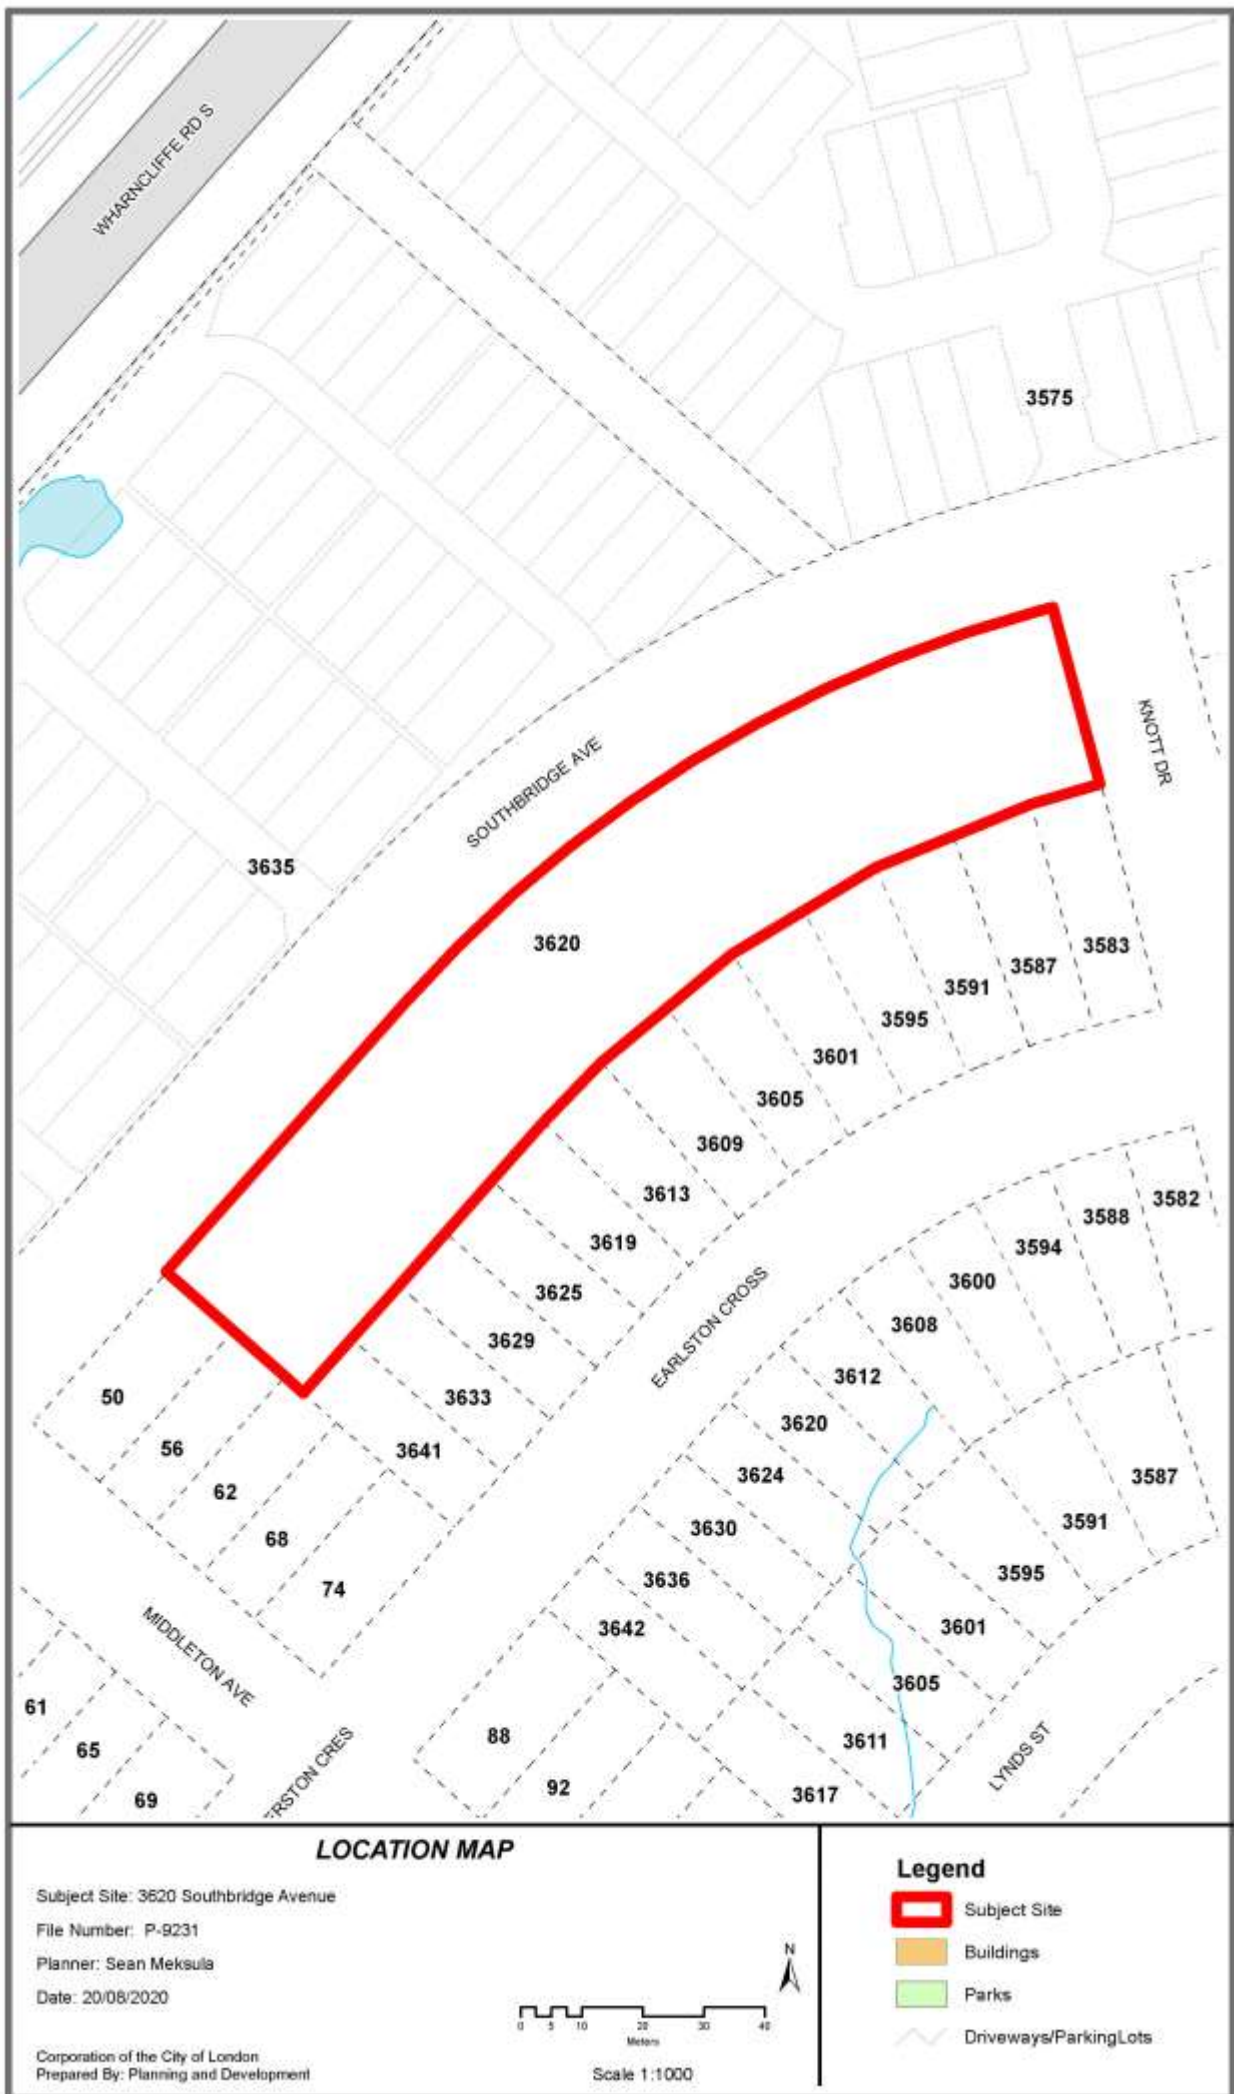 WHARNCLIFFE RD S
3575
KNOTT DR
SOUTHBRIDGE AVE
3635
3620
3583
3587
3591
3595
3601
3605
3609
3613
3619
3625
3629
3633
3641
EARLSTON CROSS
3582
3588
3594
3600
3608
3612
3620
3624
3630
3636
3642
50
56
62
68
74
3587
3591
3595
3601
3605
3611
3617
MIDDLETON AVE
61
65
69
88
92
ERSTON CRES
LYNDS ST
LOCATION MAP
Subject Site: 3620 Southbridge Avenue
File Number: P-9231
Planner: Sean Meksula
Date: 20/08/2020
Corporation of the City of London
Prepared By: Planning and Development
N
0 5 10 20 30 40
Meters
Scale 1:1000
Legend
Subject Site
Buildings
Parks
Driveways/ParkingLots